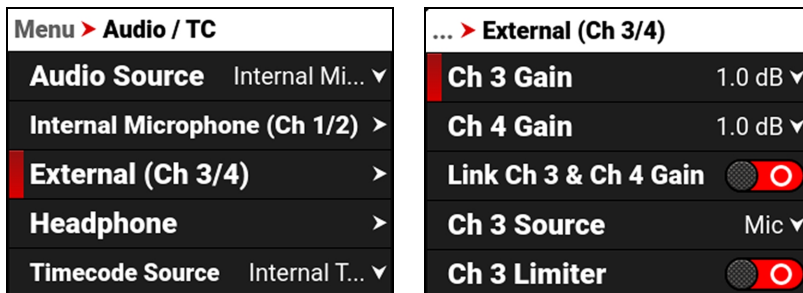 Menu > Audio / TC
Audio Source Internal Mi...
Internal Microphone (Ch 1/2) >
External (Ch 3/4) >
Headphone >
Timecode Source Internal T...
... > External (Ch 3/4)
Ch 3 Gain 1.0 dB
Ch 4 Gain 1.0 dB
Link Ch 3 & Ch 4 Gain
Ch 3 Source Mic
Ch 3 Limiter